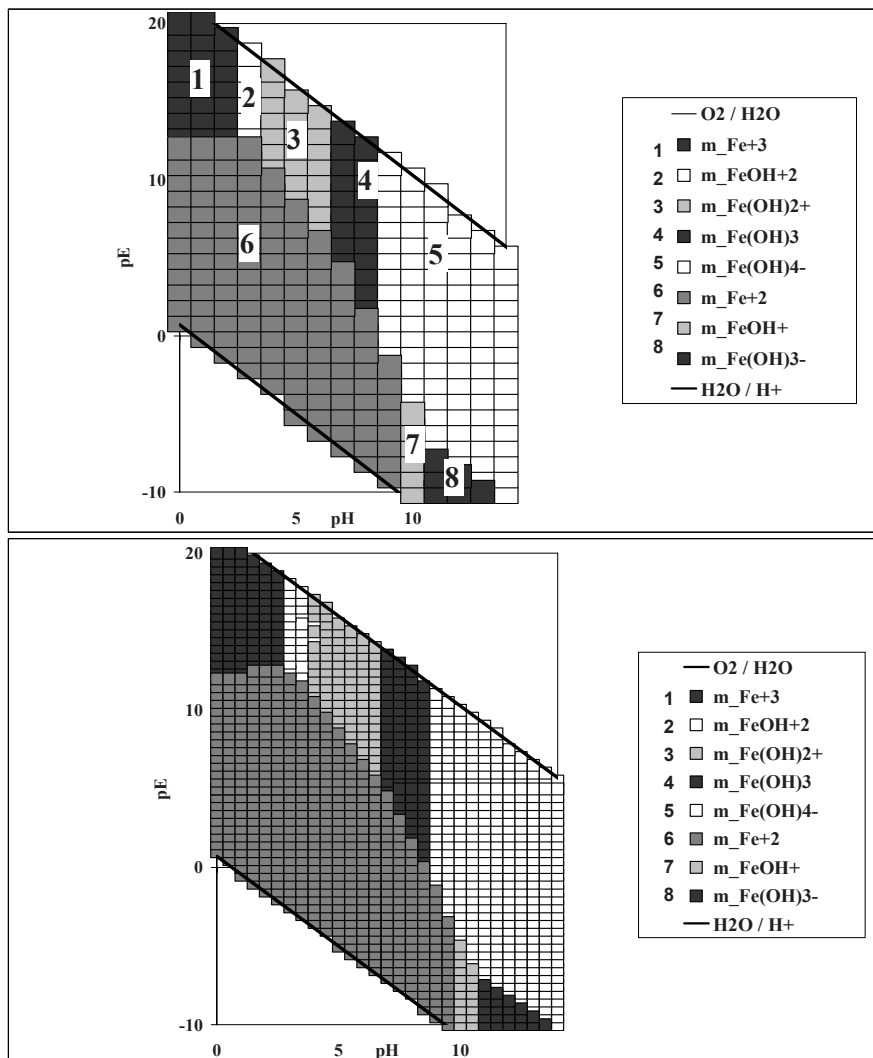 20
10
pE
0
-10
0
5
pH
10
1
2
3
4
5
6
7
8
O2 / H2O
1 m_Fe+3
2 m_FeOH+2
3 m_Fe(OH)2+
4 m_Fe(OH)3
5 m_Fe(OH)4-
6 m_Fe+2
7 m_FeOH+
8 m_Fe(OH)3-
H2O / H+
20
10
pE
0
-10
0
5
pH
10
O2 / H2O
1 m_Fe+3
2 m_FeOH+2
3 m_Fe(OH)2+
4 m_Fe(OH)3
5 m_Fe(OH)4-
6 m_Fe+2
7 m_FeOH+
8 m_Fe(OH)3-
H2O / H+